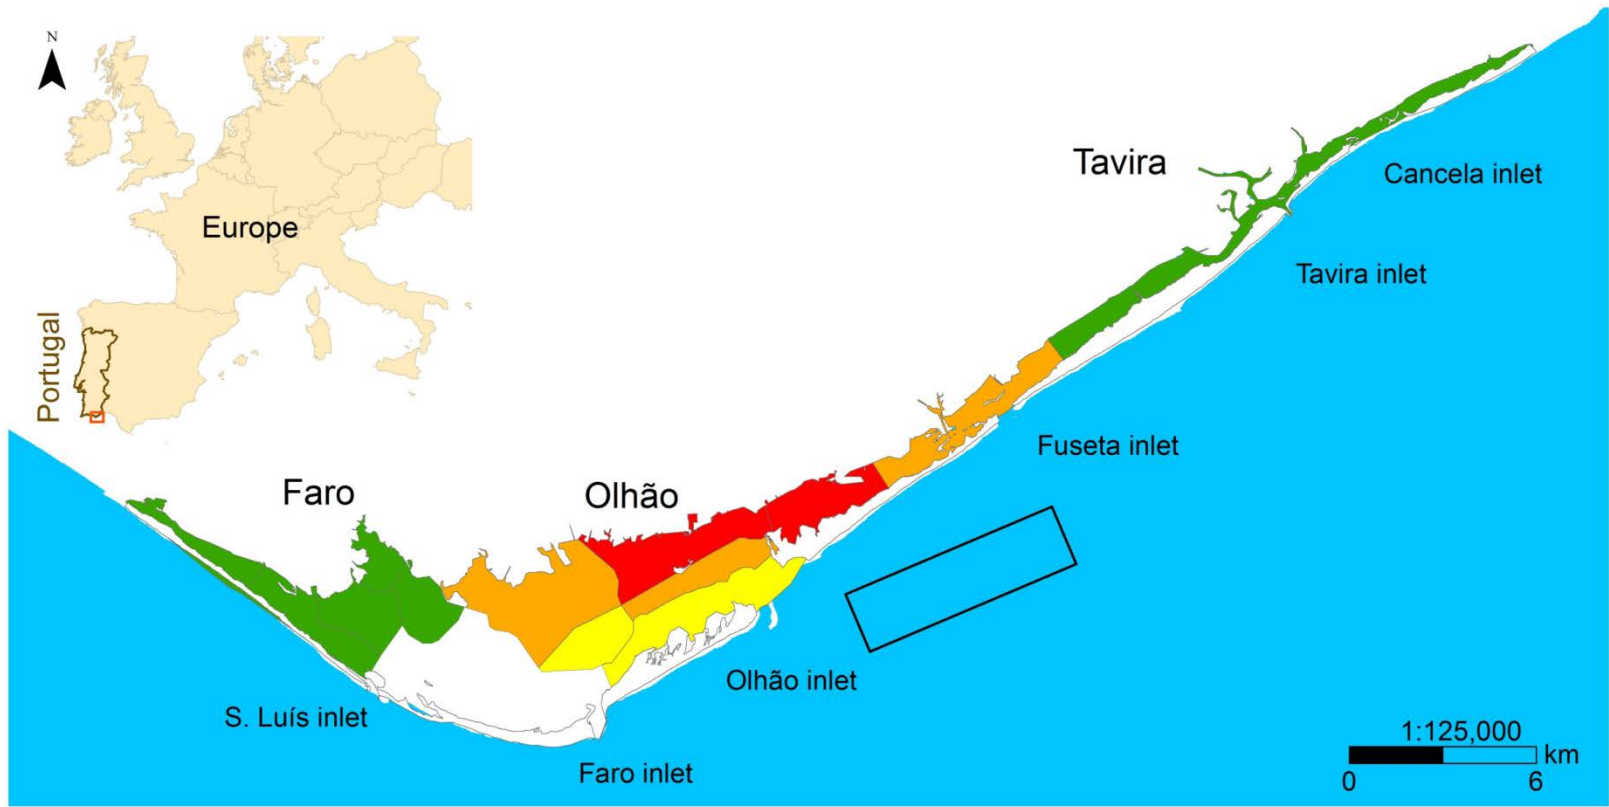 N
Europe
Portugal
Tavira
Cancela inlet
Tavira inlet
Fuseta inlet
Faro
Olhão
Olhão inlet
S. Luís inlet
Faro inlet
1:125,000
km
0 6